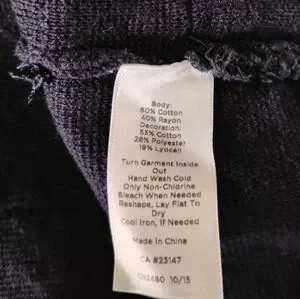 Body:
60% Cotton
40% Rayon
Decoration:
53% Cotton
28% Polyester
19% Lyocell
Turn Garment Inside
Out
Hand Wash Cold
Only Non-Chlorine
Bleach When Needed
Reshape, Lay Flat To
Dry
Cool Iron, If Needed
Made In China
CA #23147
10/15